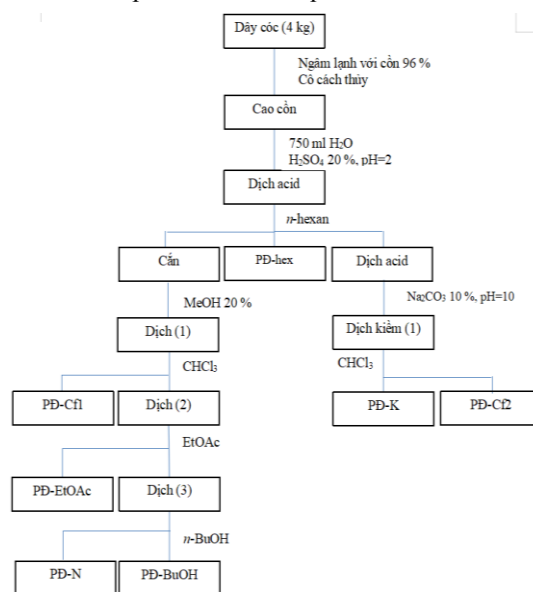 Dây cóc (4 kg)
Ngâm lạnh với cồn 96 %
Cô cách thủy
Cao cồn
750 ml H₂O
H₂SO₄ 20 %, pH=2
Dịch acid
n-hexan
Cắn
PĐ-hex
Dịch acid
MeOH 20 %
Na₂CO₃ 10 %, pH=10
Dịch (1)
Dịch kiềm (1)
CHCl₃
CHCl₃
PĐ-Cf1
Dịch (2)
PĐ-K
PĐ-Cf2
EtOAc
PĐ-EtOAc
Dịch (3)
n-BuOH
PĐ-N
PĐ-BuOH